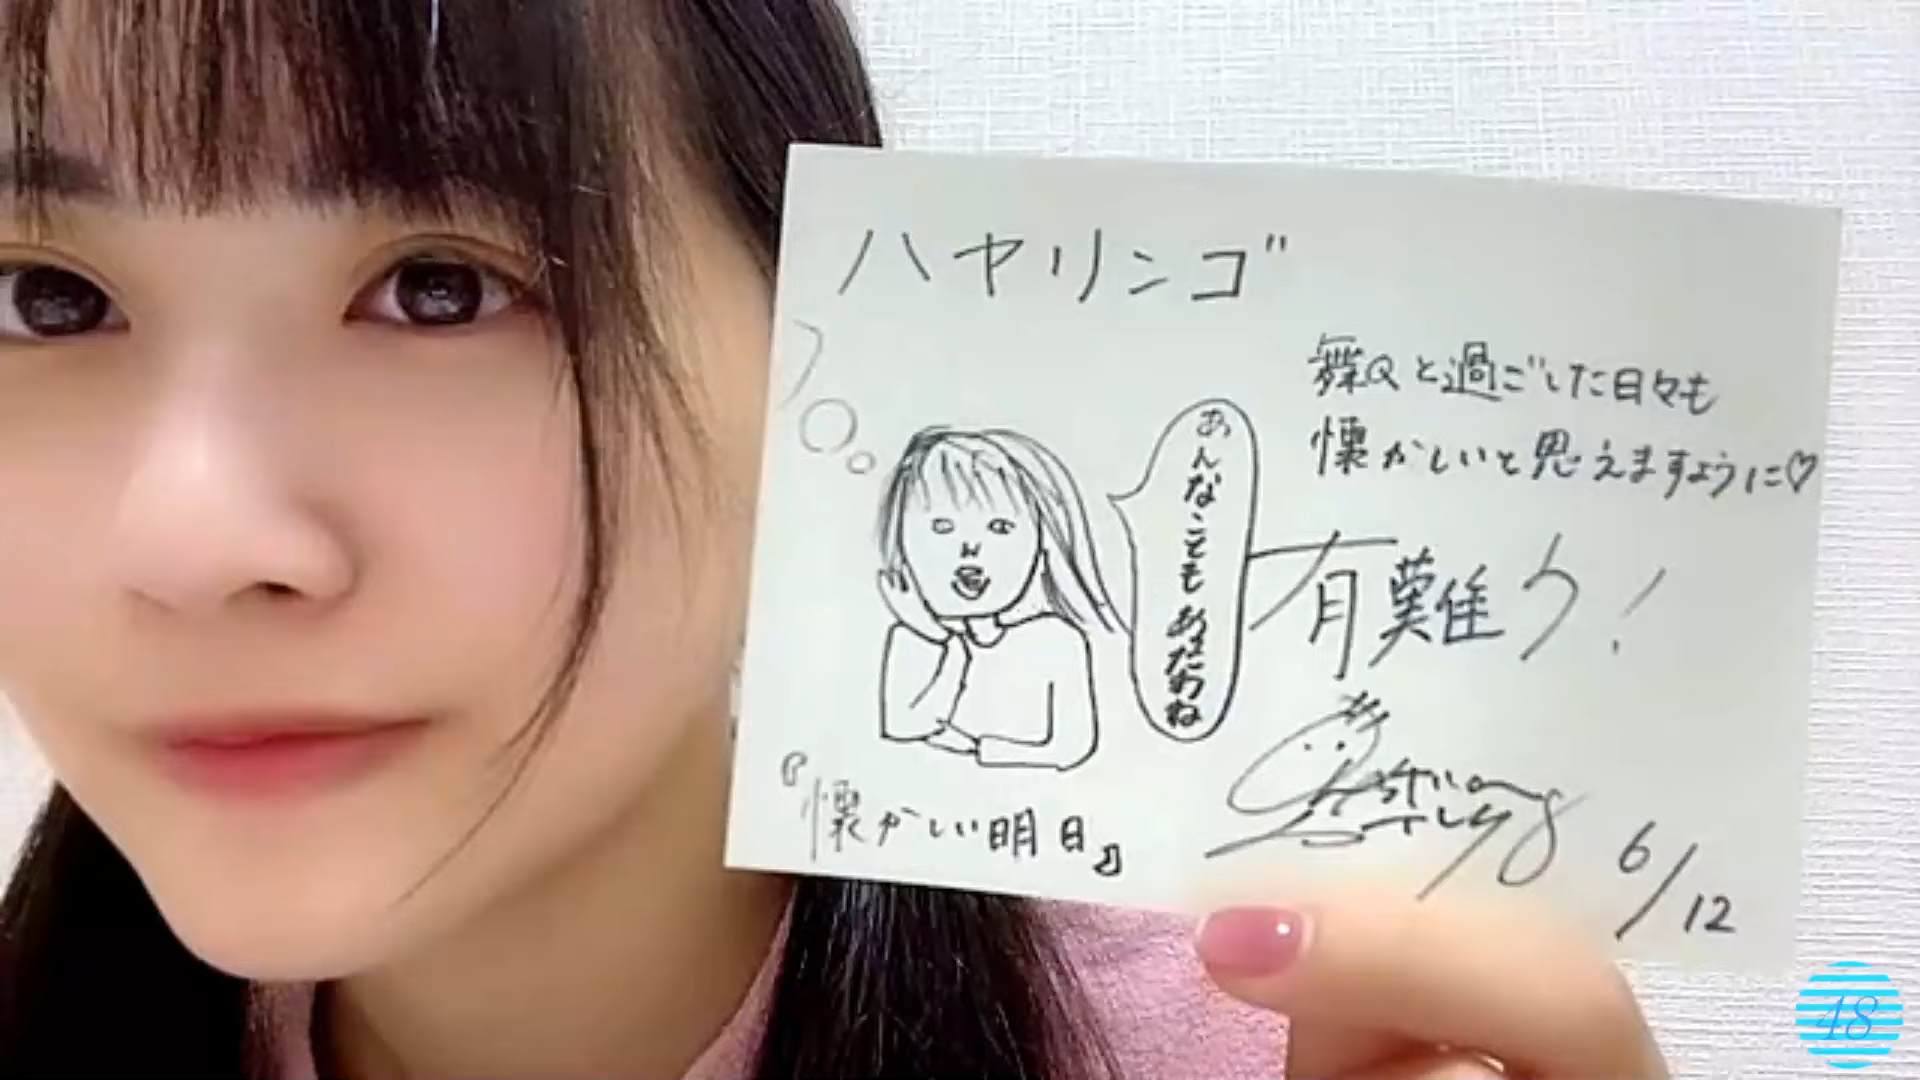 ハヤリンゴ
と過ごした日々も
懐かしいと思えますように♡
あんなこともあったわね
有難う!
『懐かしい明日』
6/12
48